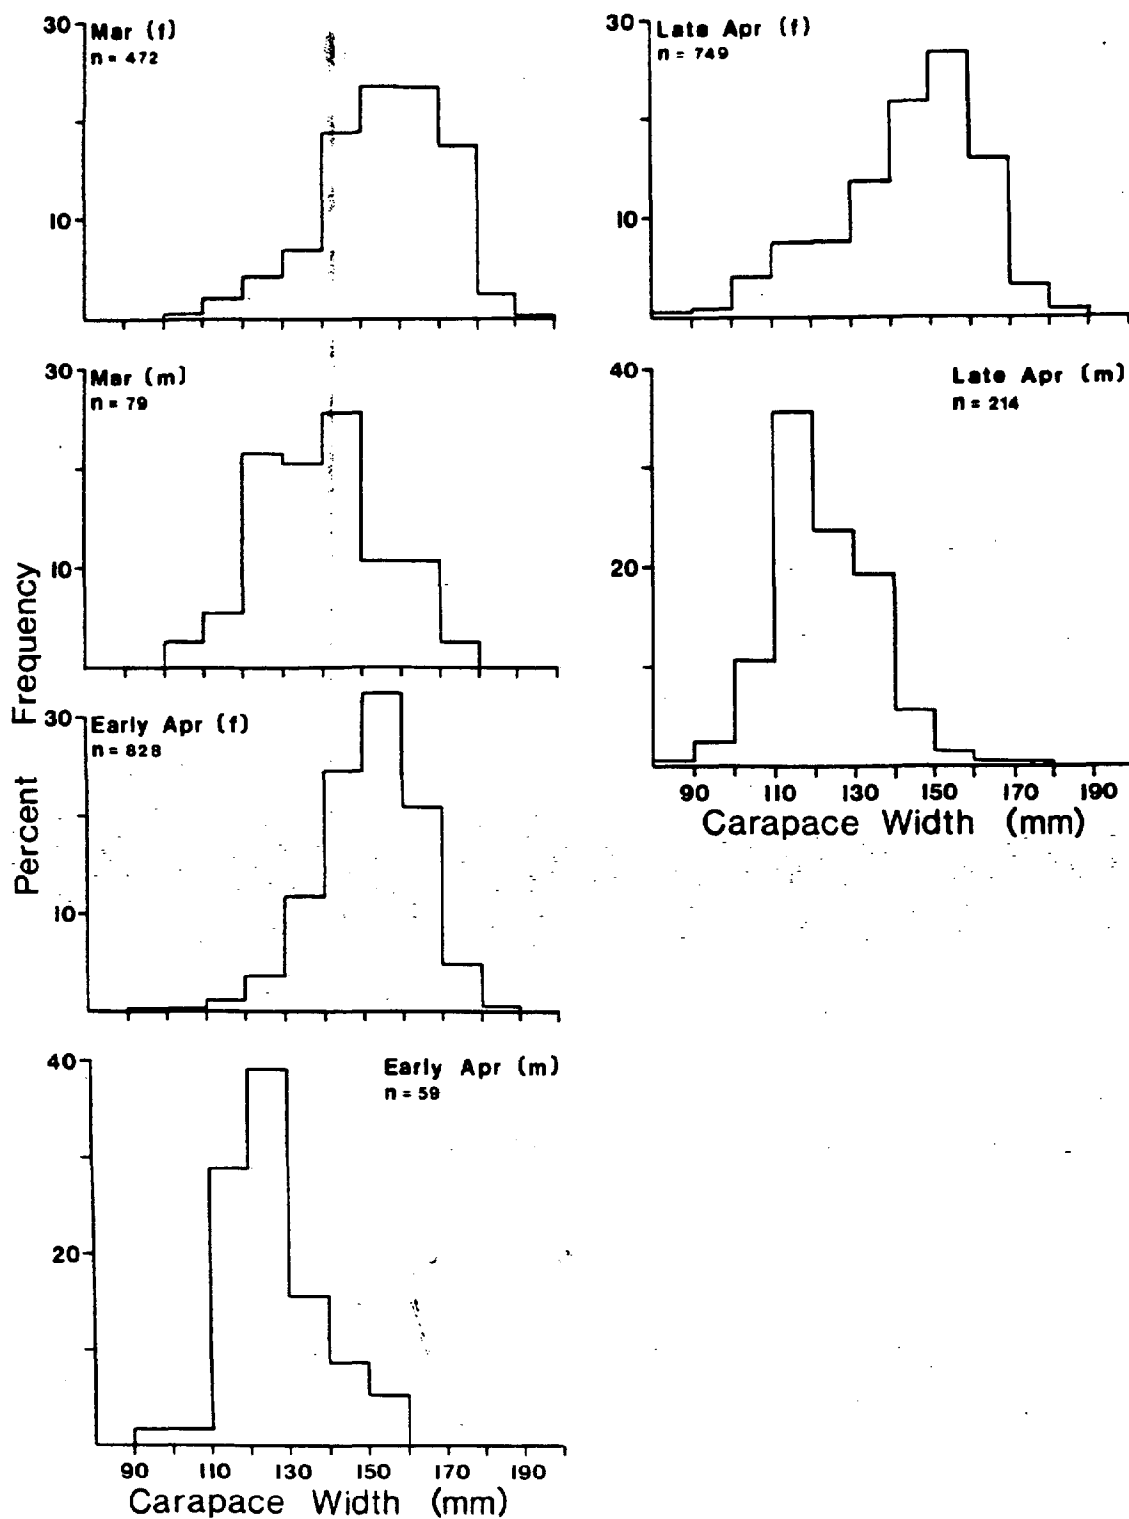 30
Mar (f)
n = 472
10
30
Mar (m)
n = 79
10
30
Early Apr (f)
n = 828
10
40
Early Apr (m)
n = 59
20
90 110 130 150 170 190
Carapace Width (mm)
Percent Frequency
30
Late Apr (f)
n = 749
10
40
Late Apr (m)
n = 214
20
90 110 130 150 170 190
Carapace Width (mm)